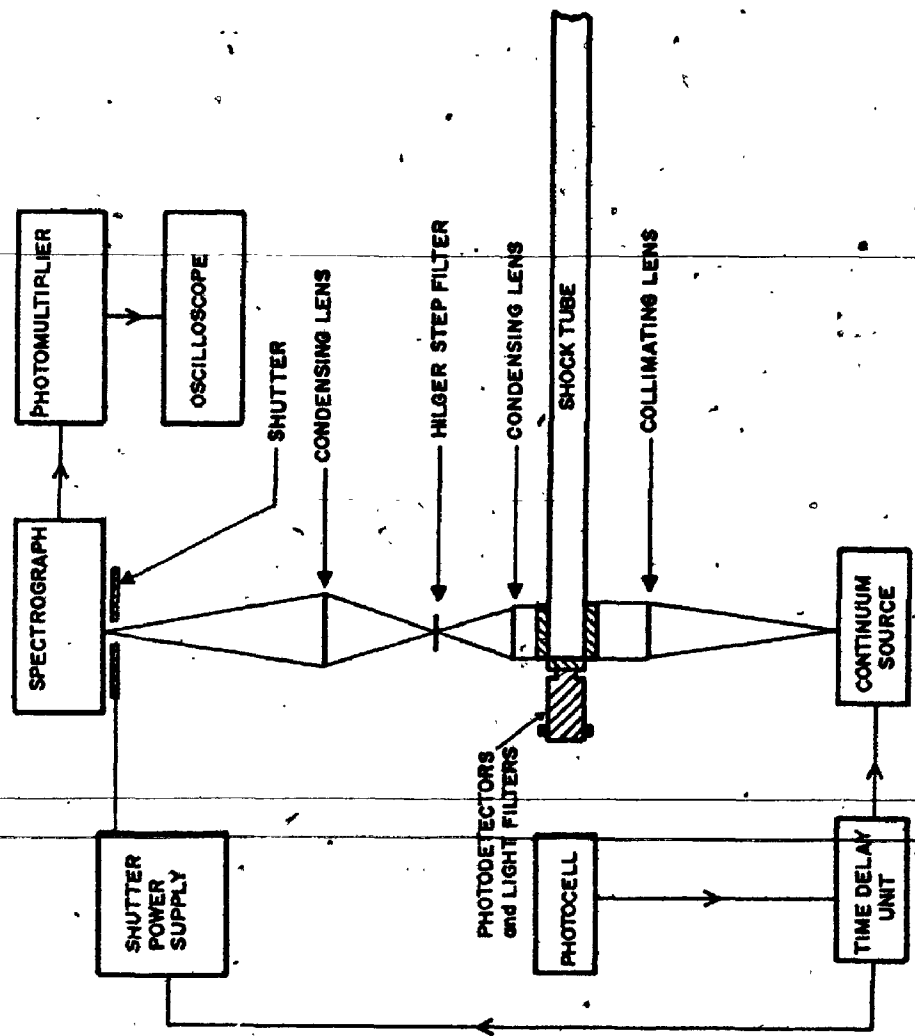 SPECTROGRAPH
PHOTOMULTIPLIER
OSCILLOSCOPE
SHUTTER
CONDENSING LENS
HILGER STEP FILTER
CONDENSING LENS
SHOCK TUBE
COLLIMATING LENS
SHUTTER
POWER
SUPPLY
PHOTODETECTORS
and LIGHT FILTERS
PHOTOCELL
TIME DELAY
UNIT
CONTINUUM
SOURCE